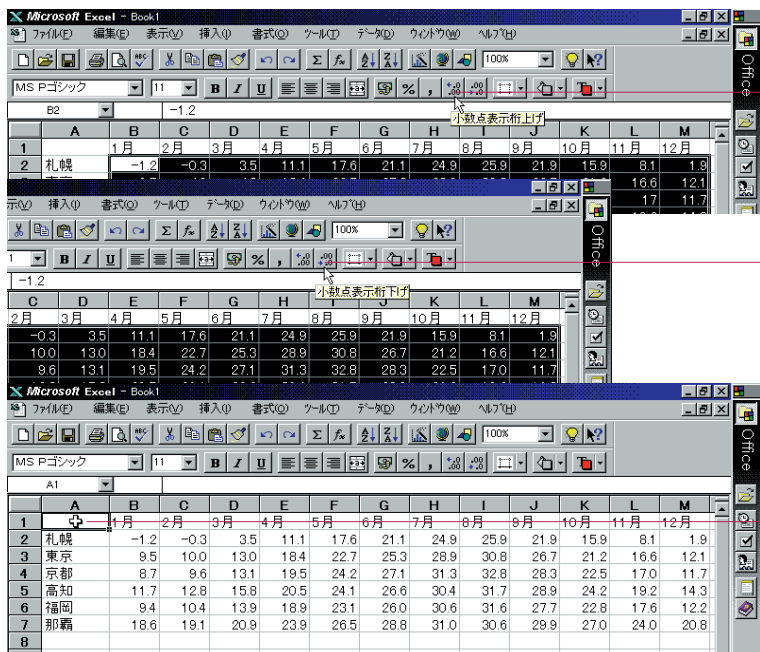 Microsoft Excel - Book1
ファイル(F) 編集(E) 表示(V) 挿入(I) 書式(O) ツール(T) データ(D) ウィンドウ(W) ヘルプ(H)
100%
MS Pゴシック 11 B I U % ,
B2 -1.2
小数点表示桁上げ
A B C D E F G H I J K L M
1 1月 2月 3月 4月 5月 6月 7月 8月 9月 10月 11月 12月
2 札幌 -1.2 -0.3 3.5 11.1 17.6 21.1 24.9 25.9 21.9 15.9 8.1 1.9
16.6 12.1
17 11.7
Office
示(V) 挿入(I) 書式(O) ツール(T) データ(D) ウィンドウ(W) ヘルプ(H)
100%
B I U % ,
-1.2
小数点表示桁下げ
C D E F G H I J K L M
2月 3月 4月 5月 6月 7月 8月 9月 10月 11月 12月
-0.3 3.5 11.1 17.6 21.1 24.9 25.9 21.9 15.9 8.1 1.9
10.0 13.0 18.4 22.7 25.3 28.9 30.8 26.7 21.2 16.6 12.1
9.6 13.1 19.5 24.2 27.1 31.3 32.8 28.3 22.5 17.0 11.7
Office
Microsoft Excel - Book1
ファイル(F) 編集(E) 表示(V) 挿入(I) 書式(O) ツール(T) データ(D) ウィンドウ(W) ヘルプ(H)
100%
MS Pゴシック 11 B I U % ,
A1
A B C D E F G H I J K L M
1 1月 2月 3月 4月 5月 6月 7月 8月 9月 10月 11月 12月
2 札幌 -1.2 -0.3 3.5 11.1 17.6 21.1 24.9 25.9 21.9 15.9 8.1 1.9
3 東京 9.5 10.0 13.0 18.4 22.7 25.3 28.9 30.8 26.7 21.2 16.6 12.1
4 京都 8.7 9.6 13.1 19.5 24.2 27.1 31.3 32.8 28.3 22.5 17.0 11.7
5 高知 11.7 12.8 15.8 20.5 24.1 26.6 30.4 31.7 28.9 24.2 19.2 14.3
6 福岡 9.4 10.4 13.9 18.9 23.1 26.0 30.6 31.6 27.7 22.8 17.6 12.2
7 那覇 18.6 19.1 20.9 23.9 26.5 28.8 31.0 30.6 29.9 27.0 24.0 20.8
8
Office